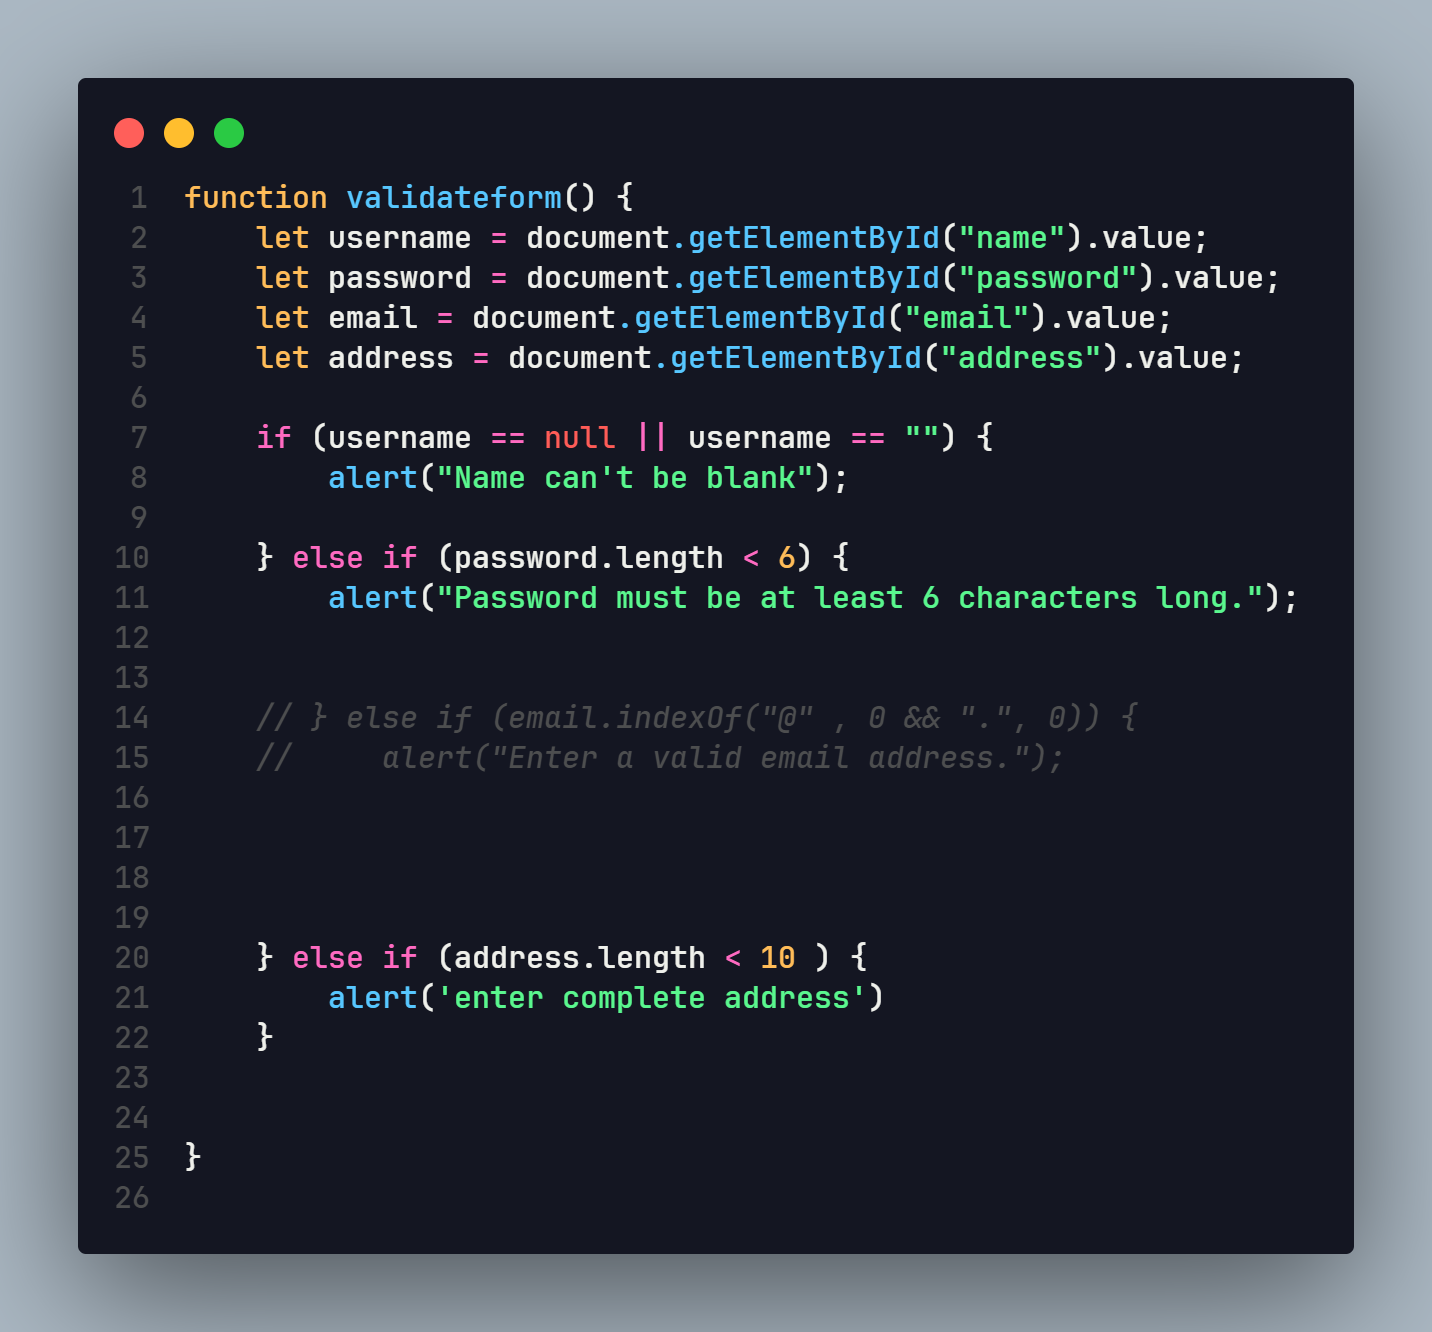 1 function validateform() {
2     let username = document.getElementById("name").value;
3     let password = document.getElementById("password").value;
4     let email = document.getElementById("email").value;
5     let address = document.getElementById("address").value;
6
7     if (username == null || username == "") {
8         alert("Name can't be blank");
9
10     } else if (password.length < 6) {
11         alert("Password must be at least 6 characters long.");
12
13
14     // } else if (email.indexOf("@" , 0 && ".", 0)) {
15     //     alert("Enter a valid email address.");
16
17
18
19
20     } else if (address.length < 10 ) {
21         alert('enter complete address')
22     }
23
24
25 }
26